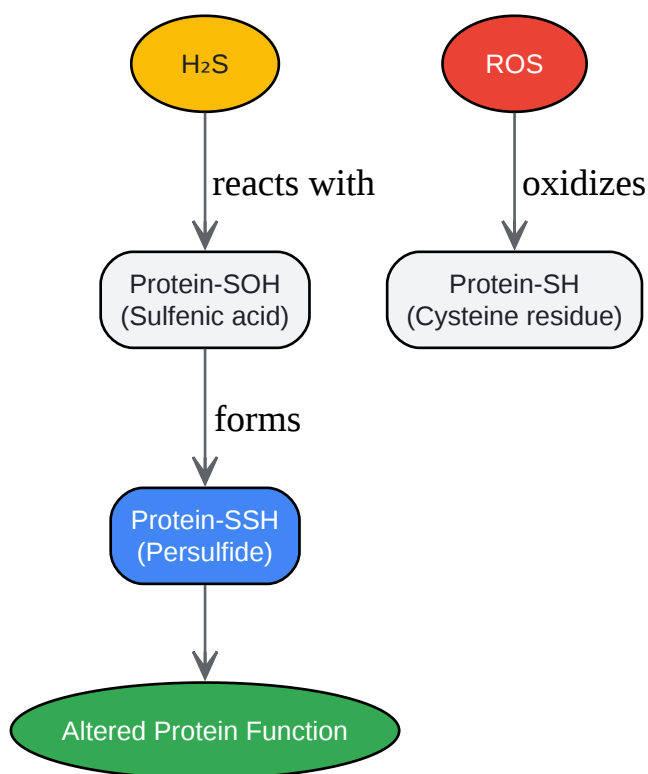 H₂S
ROS
reacts with
oxidizes
Protein-SOH
(Sulfenic acid)
Protein-SH
(Cysteine residue)
forms
Protein-SSH
(Persulfide)
Altered Protein Function